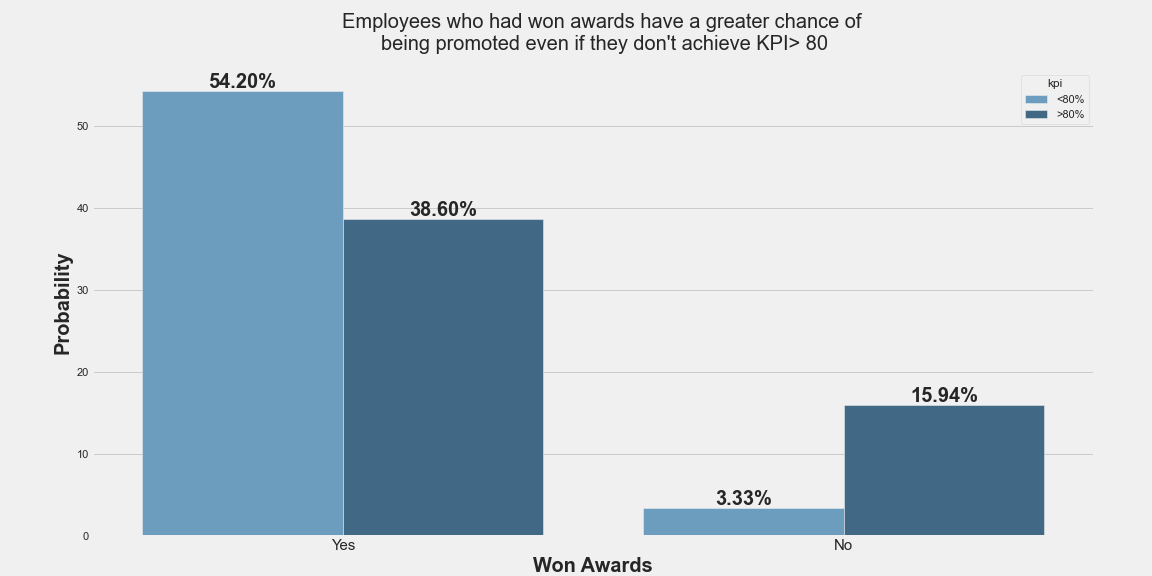 Employees who had won awards have a greater chance of
being promoted even if they don't achieve KPI> 80
kpi
<80%
>80%
54.20%
38.60%
3.33%
15.94%
Probability
50
40
30
20
10
0
Yes
No
Won Awards